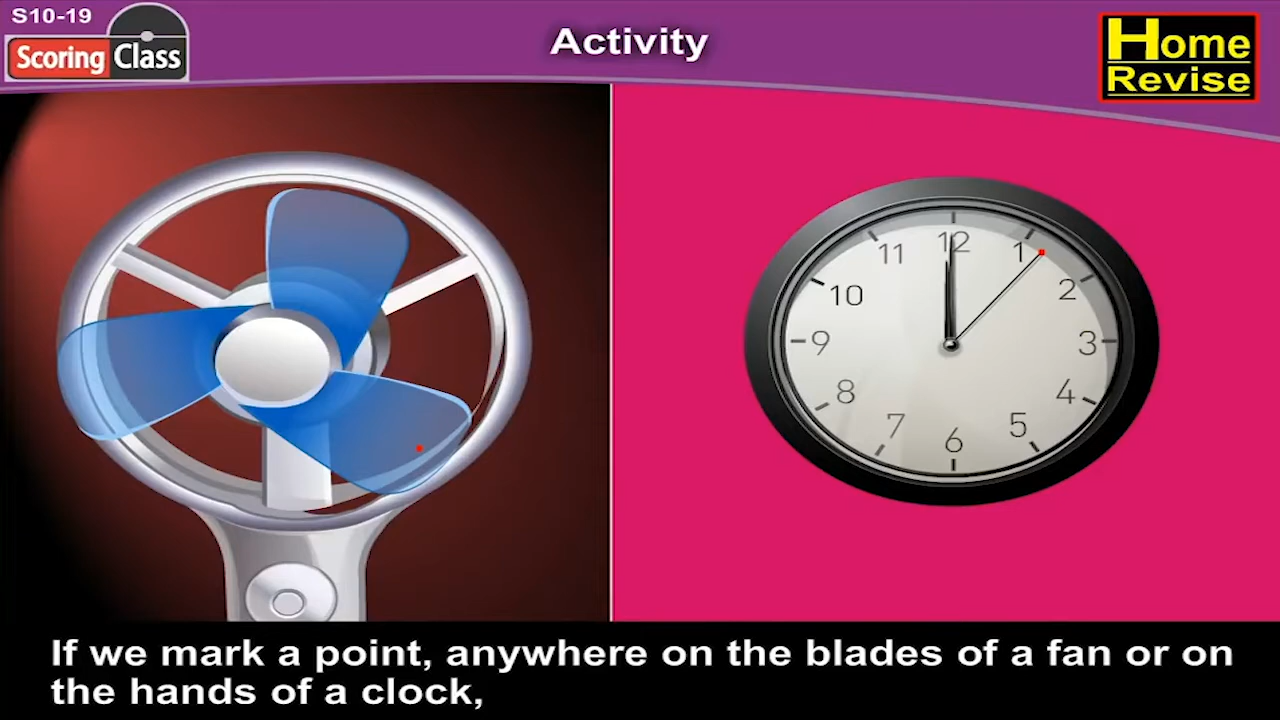 S10-19
Scoring Class
Activity
Home
Revise
12
1
2
3
4
5
6
7
8
9
10
11
If we mark a point, anywhere on the blades of a fan or on
the hands of a clock,